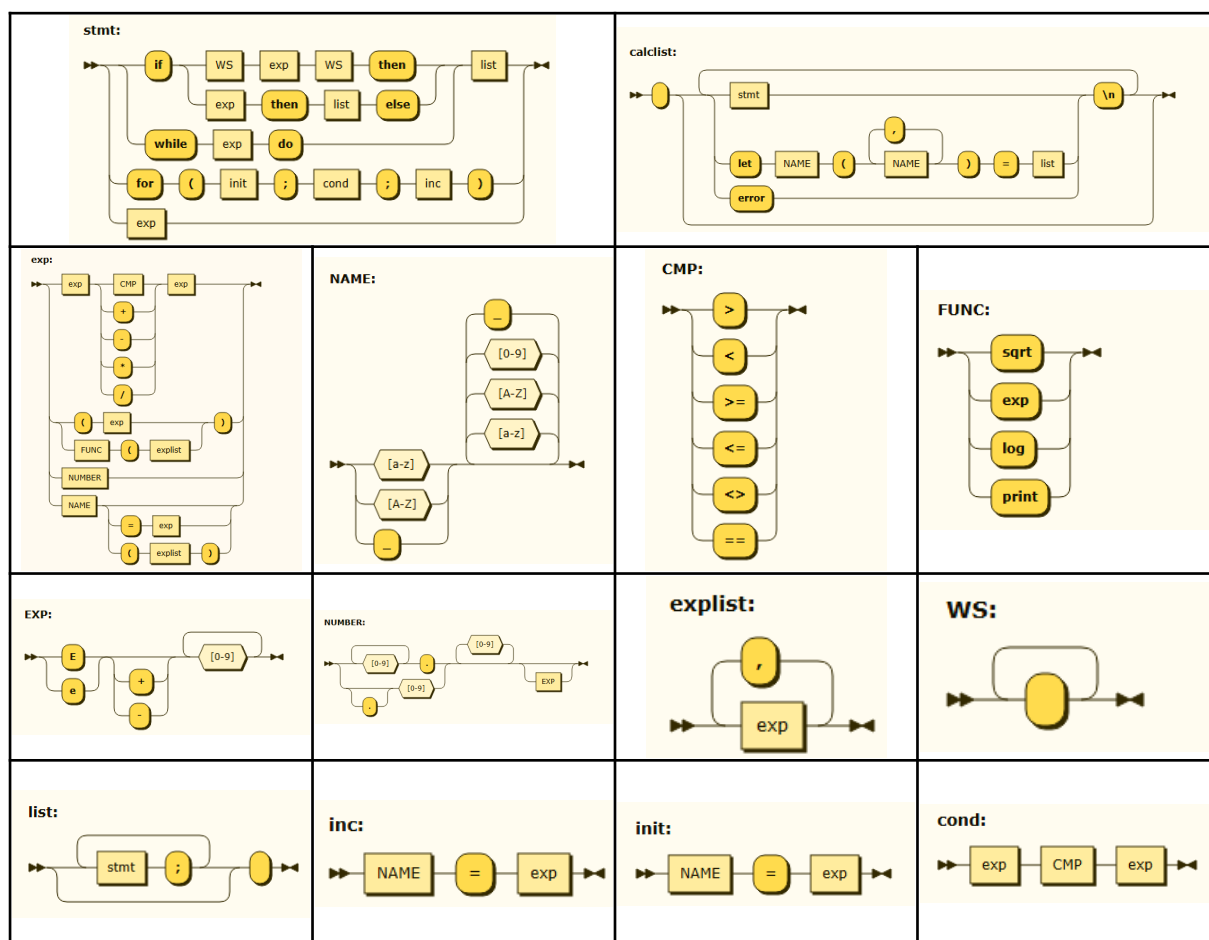 stmt:
if WS exp WS then list
exp then list else
while exp do
for ( init ; cond ; inc )
exp
calclist:
stmt \n
,
let NAME ( NAME ) = list
error
exp:
exp CMP exp
+
-
*
/
( exp )
FUNC ( explist
NUMBER
NAME
= exp
( explist )
NAME:
_
[0-9]
[A-Z]
[a-z]
[a-z]
[A-Z]
_
CMP:
>
<
>=
<=
<>
==
FUNC:
sqrt
exp
log
print
EXP:
E [0-9]
e
+
-
NUMBER:
[0-9]
[0-9] .
[0-9] EXP
.
explist:
,
exp
WS:
list:
stmt ;
inc:
NAME = exp
init:
NAME = exp
cond:
exp CMP exp